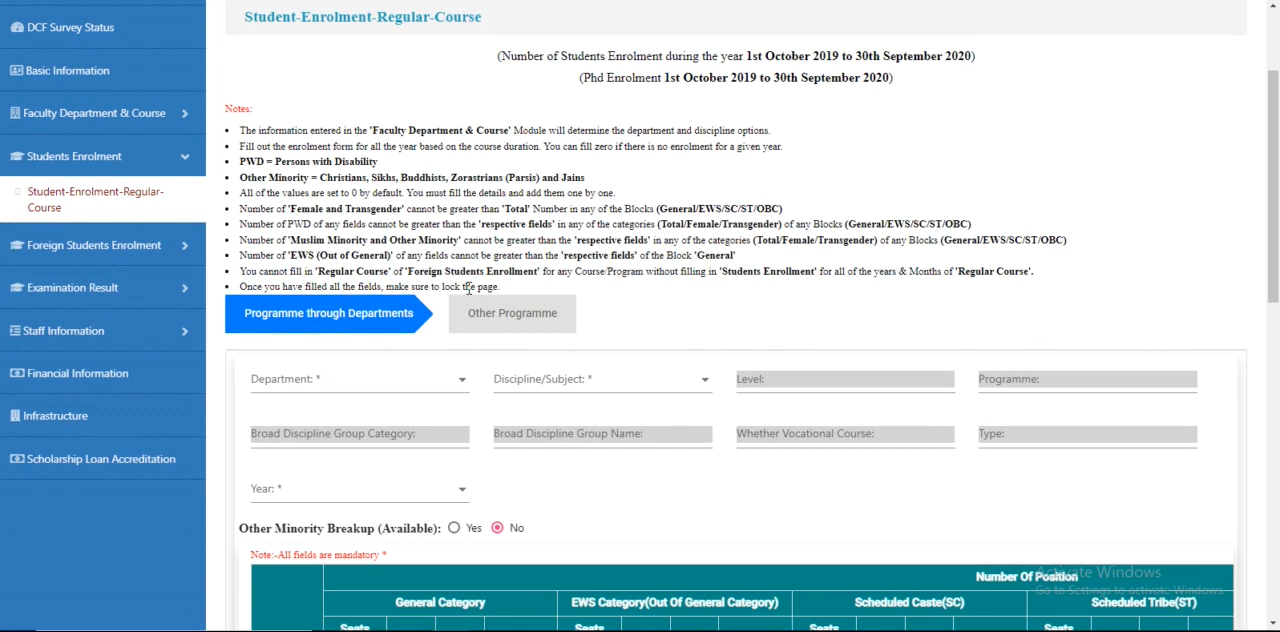 DCF Survey Status
Basic Information
Faculty Department & Course
Students Enrolment
Student-Enrolment-Regular-
Course
Foreign Students Enrolment
Examination Result
Staff Information
Financial Information
Infrastructure
Scholarship Loan Accreditation
Student-Enrolment-Regular-Course
(Number of Students Enrolment during the year 1st October 2019 to 30th September 2020)
(Phd Enrolment 1st October 2019 to 30th September 2020)
Notes:
• The information entered in the 'Faculty Department & Course' Module will determine the department and discipline options.
• Fill out the enrolment form for all the year based on the course duration. You can fill zero if there is no enrolment for a given year.
• PWD = Persons with Disability
• Other Minority = Christians, Sikhs, Buddhists, Zorastrians (Parsis) and Jains
• All of the values are set to 0 by default. You must fill the details and add them one by one.
• Number of 'Female and Transgender' cannot be greater than 'Total' Number in any of the Blocks (General/EWS/SC/ST/OBC)
• Number of PWD of any fields cannot be greater than the 'respective fields' in any of the categories (Total/Female/Transgender) of any Blocks (General/EWS/SC/ST/OBC)
• Number of 'Muslim Minority and Other Minority' cannot be greater than the 'respective fields' in any of the categories (Total/Female/Transgender) of any Blocks (General/EWS/SC/ST/OBC)
• Number of 'EWS (Out of General)' of any fields cannot be greater than the 'respective fields' of the Block 'General'
• You cannot fill in 'Regular Course' of 'Foreign Students Enrollment' for any Course/Program without filling in 'Students Enrollment' for all of the years & Months of 'Regular Course'.
• Once you have filled all the fields, make sure to lock the page.
Programme through Departments
Other Programme
Department: *
Discipline/Subject: *
Level:
Programme:
Broad Discipline Group Category:
Broad Discipline Group Name:
Whether Vocational Course:
Type:
Year: *
Other Minority Breakup (Available): Yes No
Note:-All fields are mandatory *
Number Of Position
Activate Windows
Go to Settings to activate Windows.
General Category
EWS Category(Out Of General Category)
Scheduled Caste(SC)
Scheduled Tribe(ST)
Seats
Seats
Seats
Seats